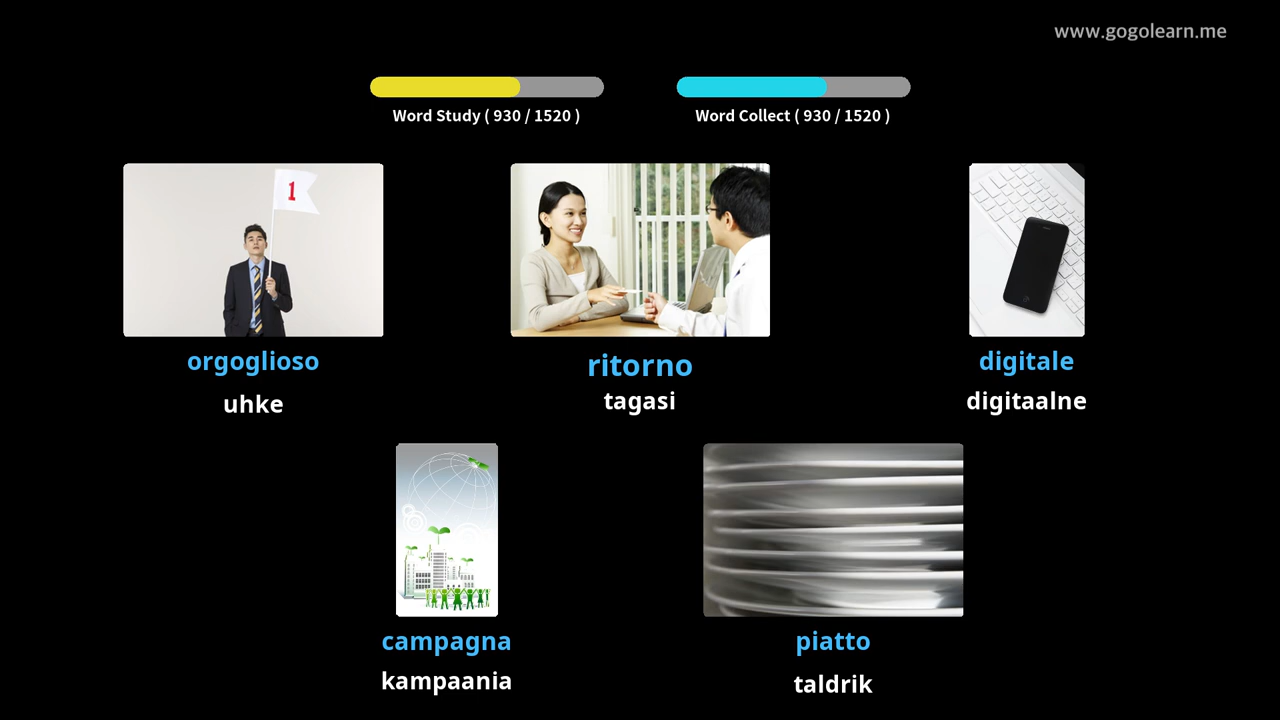 www.gogolearn.me
Word Study ( 930 / 1520 )
Word Collect ( 930 / 1520 )
1
orgoglioso
uhke
ritorno
tagasi
digitale
digitaalne
campagna
kampaania
piatto
taldrik